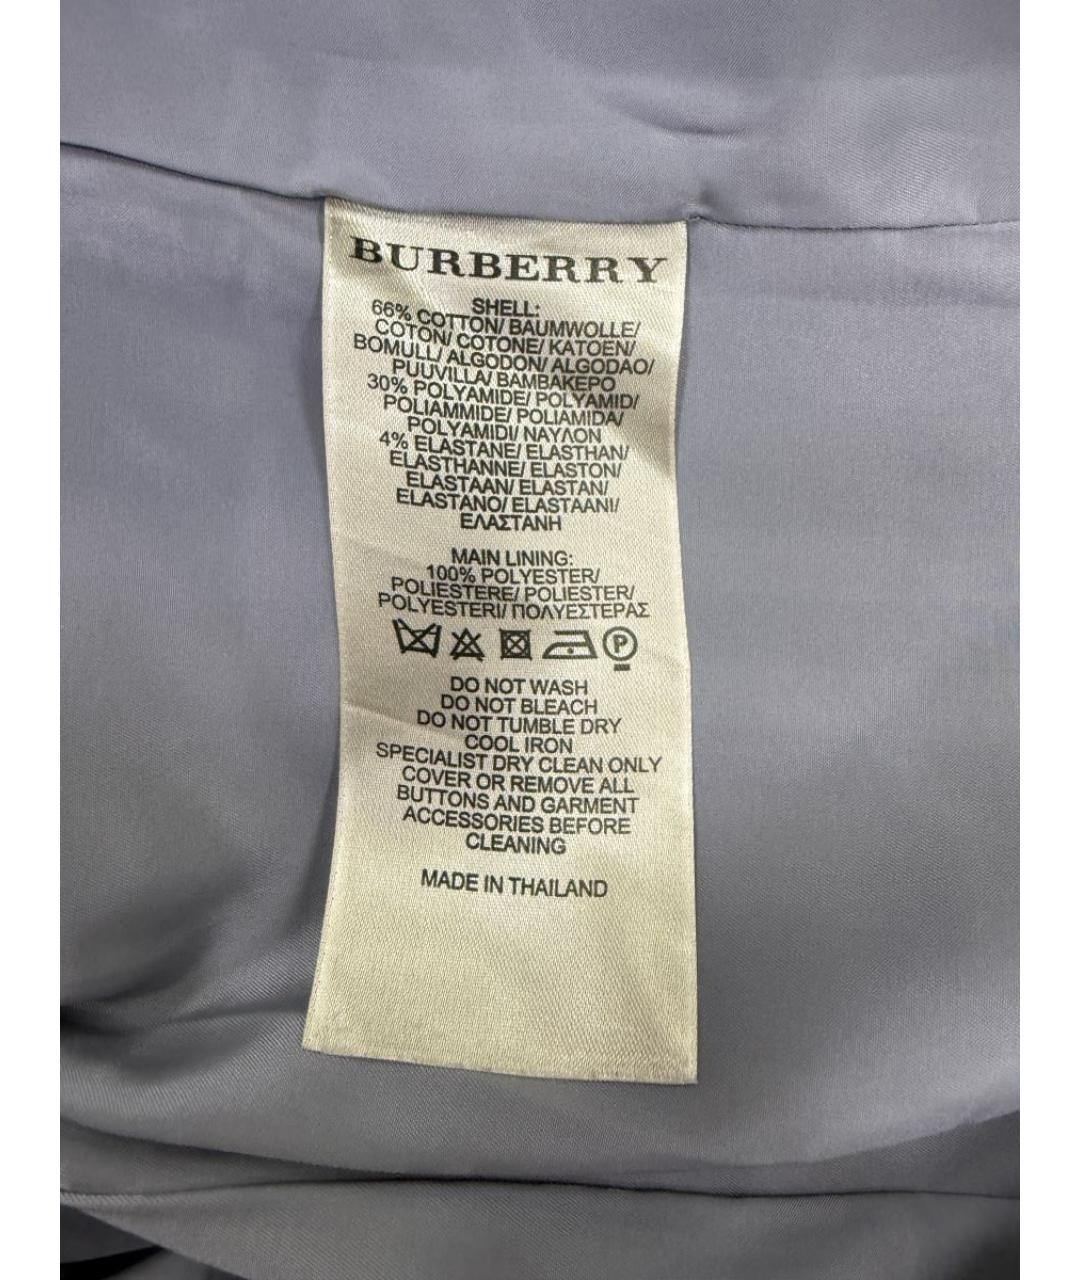 BURBERRY
SHELL:
66% COTTON/ BAUMWOLLE/
COTON/ COTONE/ KATOEN/
BOMULL/ ALGODON/ ALGODAO/
PUUVILLA/ ΒΑΜΒΑΚΕΡΟ
30% POLYAMIDE/ POLYAMID/
POLIAMMIDE/ POLIAMIDA/
POLYAMIDI/ ΝΑΥΛΟΝ
4% ELASTANE/ ELASTHAN/
ELASTHANNE/ ELASTON/
ELASTAAN/ ELASTAN/
ELASTANO/ ELASTAANI/
ΕΛΑΣΤΑΝΗ
MAIN LINING:
100% POLYESTER/
POLIESTERE/ POLIESTER/
POLYESTERI/ ΠΟΛΥΕΣΤΕΡΑΣ
P
DO NOT WASH
DO NOT BLEACH
DO NOT TUMBLE DRY
COOL IRON
SPECIALIST DRY CLEAN ONLY
COVER OR REMOVE ALL
BUTTONS AND GARMENT
ACCESSORIES BEFORE
CLEANING
MADE IN THAILAND